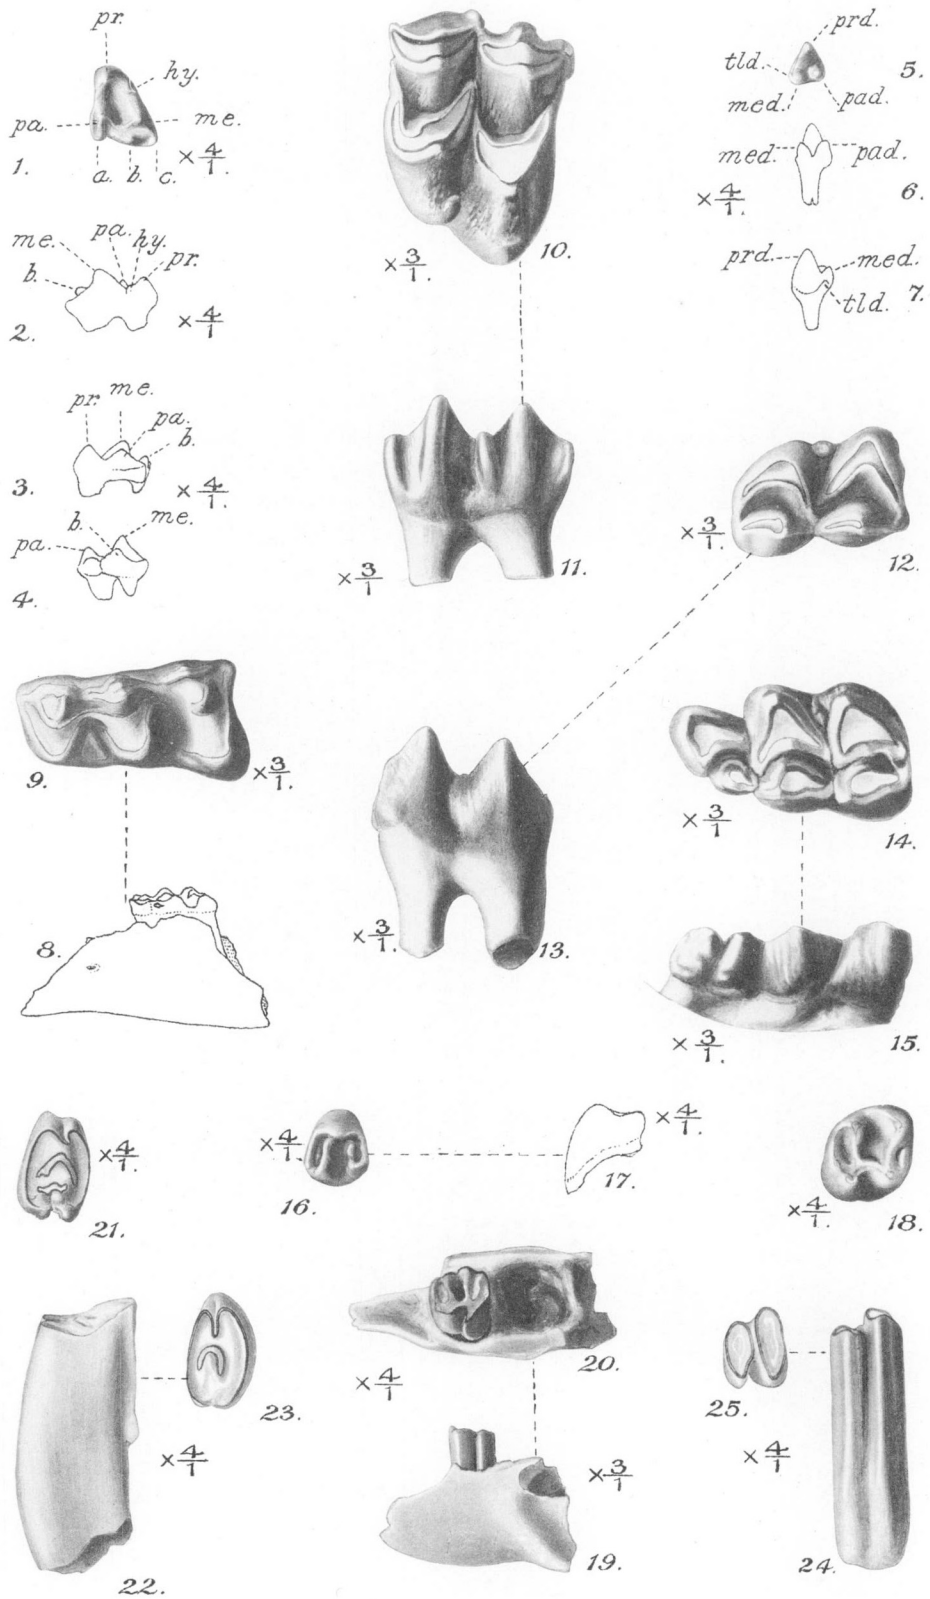 pr.
hy.
pa.
me.
1.
a. b. c.
×4/1.
me.
pa.
hy.
pr.
b.
2.
×4/1
pr.
me.
pa.
b.
3.
×4/1.
b.
me.
pa.
4.
×3/1.
10.
prd.
tld.
5.
med.
pad.
med.
pad.
×4/1.
6.
prd.
med.
tld.
7.
×3/1
11.
×3/1.
12.
9.
×3/1.
8.
×3/1.
13.
×3/1
14.
×3/1.
15.
×4/1.
21.
×4/1.
16.
×4/1.
17.
×4/1.
18.
23.
×4/1
22.
20.
×4/1
×3/1
19.
25.
×4/1
24.